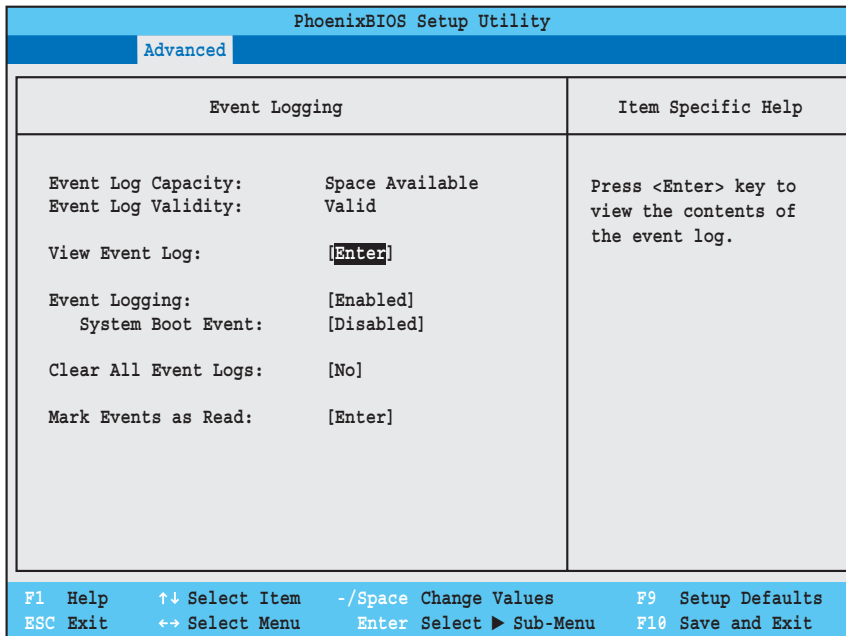 PhoenixBIOS Setup Utility
Advanced
Event Logging
Item Specific Help
Event Log Capacity: Space Available
Event Log Validity: Valid
View Event Log: [Enter]
Event Logging: [Enabled]
System Boot Event: [Disabled]
Clear All Event Logs: [No]
Mark Events as Read: [Enter]
Press <Enter> key to
view the contents of
the event log.
F1 Help ↑↓ Select Item -/Space Change Values F9 Setup Defaults
ESC Exit ←→ Select Menu Enter Select ▶ Sub-Menu F10 Save and Exit